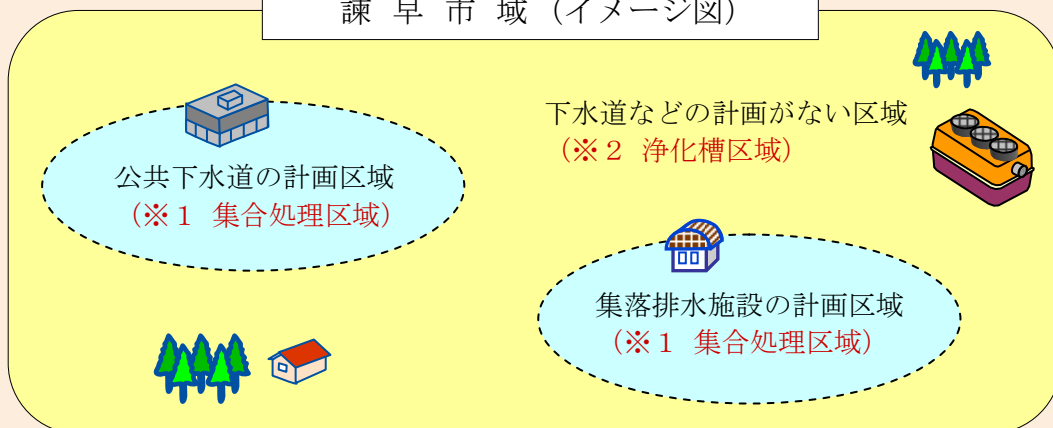 諫 早 市 域 (イメージ図)
下水道などの計画がない区域
(※２ 浄化槽区域)
公共下水道の計画区域
(※１ 集合処理区域)
集落排水施設の計画区域
(※１ 集合処理区域)